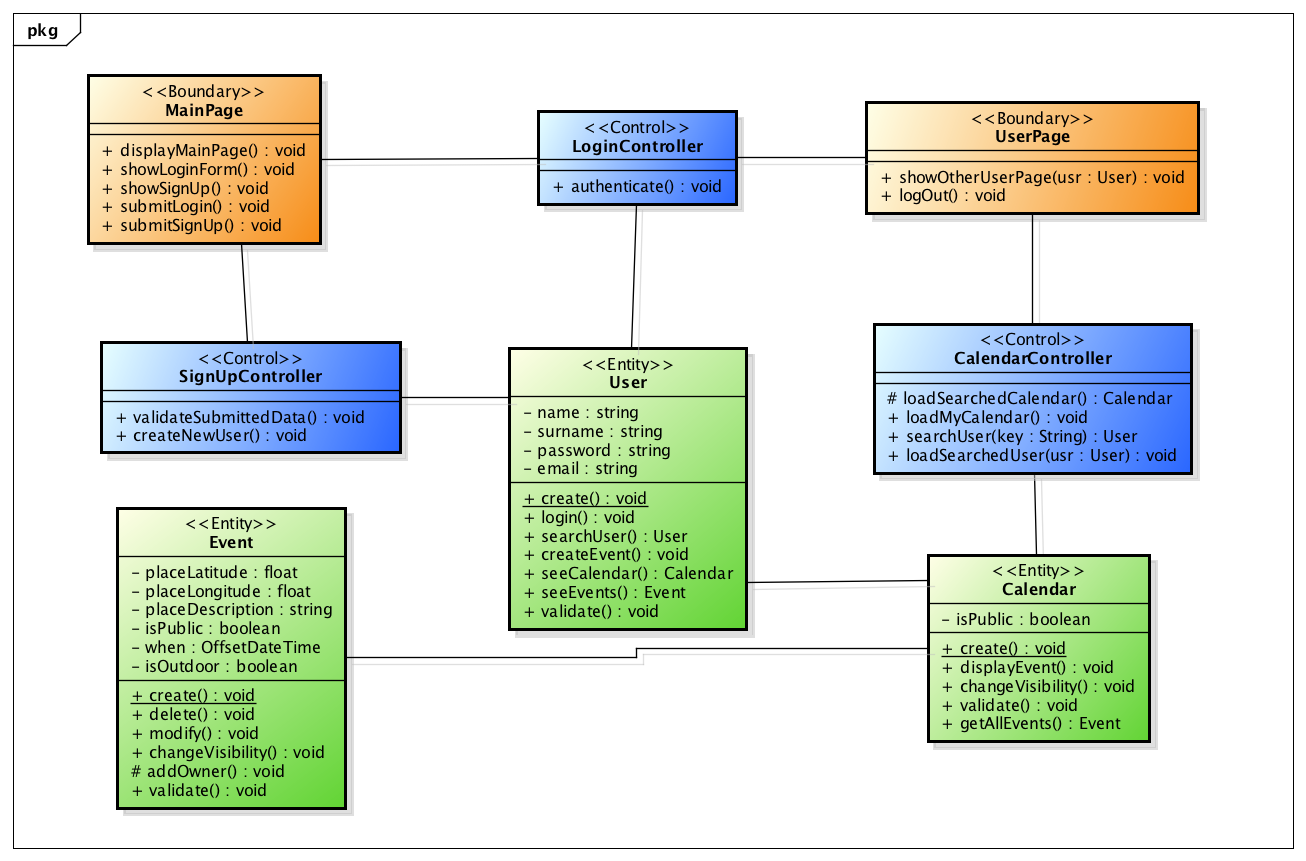 pkg
<<Boundary>>
MainPage
+ displayMainPage() : void
+ showLoginForm() : void
+ showSignUp() : void
+ submitLogin() : void
+ submitSignUp() : void
<<Control>>
LoginController
+ authenticate() : void
<<Boundary>>
UserPage
+ showOtherUserPage(usr : User) : void
+ logOut() : void
<<Control>>
SignUpController
+ validateSubmittedData() : void
+ createNewUser() : void
<<Entity>>
User
- name : string
- surname : string
- password : string
- email : string
+ create() : void
+ login() : void
+ searchUser() : User
+ createEvent() : void
+ seeCalendar() : Calendar
+ seeEvents() : Event
+ validate() : void
<<Control>>
CalendarController
# loadSearchedCalendar() : Calendar
+ loadMyCalendar() : void
+ searchUser(key : String) : User
+ loadSearchedUser(usr : User) : void
<<Entity>>
Event
- placeLatitude : float
- placeLongitude : float
- placeDescription : string
- isPublic : boolean
- when : OffsetDateTime
- isOutdoor : boolean
+ create() : void
+ delete() : void
+ modify() : void
+ changeVisibility() : void
# addOwner() : void
+ validate() : void
<<Entity>>
Calendar
- isPublic : boolean
+ create() : void
+ displayEvent() : void
+ changeVisibility() : void
+ validate() : void
+ getAllEvents() : Event